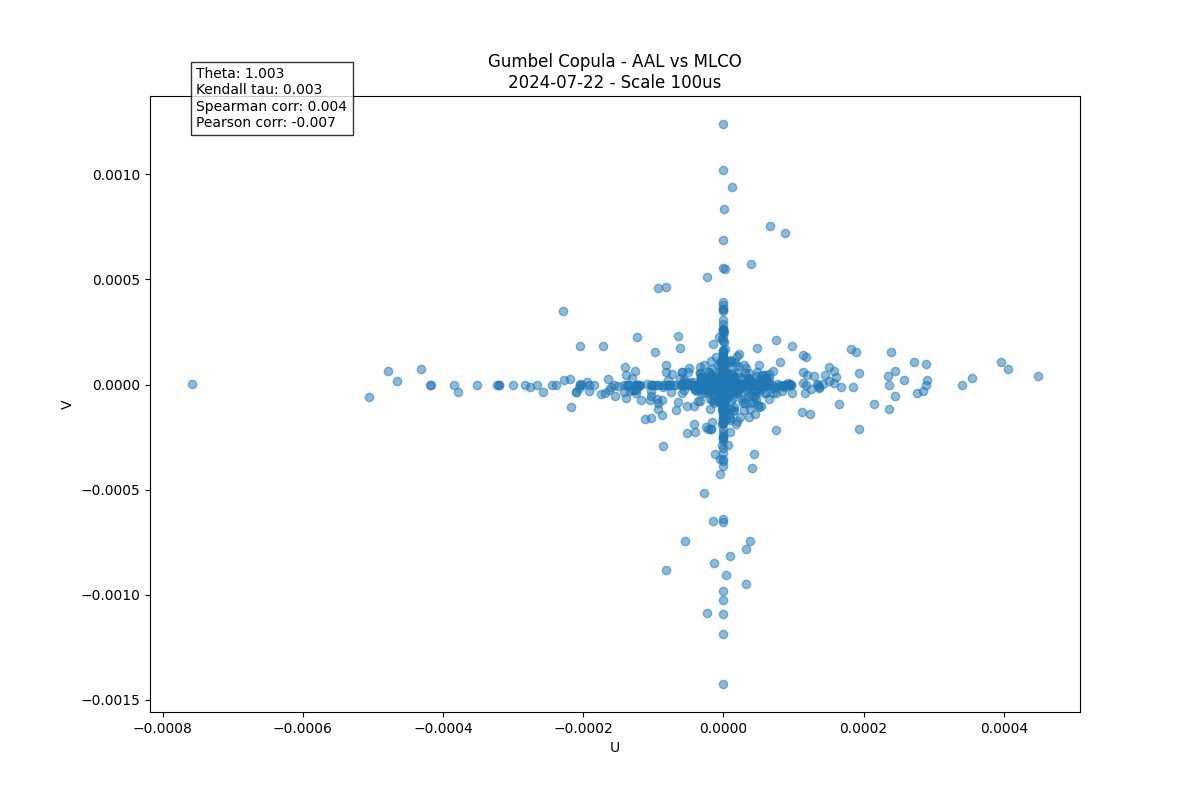 Gumbel Copula - AAL vs MLCO
2024-07-22 - Scale 100us
Theta: 1.003
Kendall tau: 0.003
Spearman corr: 0.004
Pearson corr: -0.007
0.0010
0.0005
0.0000
−0.0005
−0.0010
−0.0015
V
−0.0008
−0.0006
−0.0004
−0.0002
0.0000
0.0002
0.0004
U